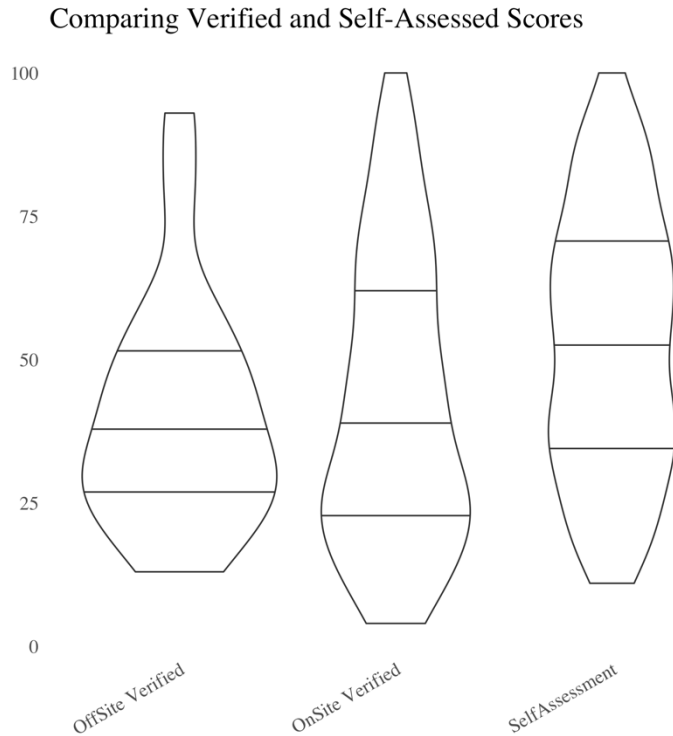 Comparing Verified and Self-Assessed Scores
100
75
50
25
0
OffSite Verified
OnSite Verified
SelfAssessment